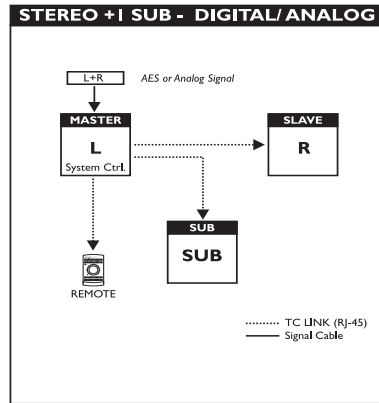 STEREO +1 SUB - DIGITAL/ANALOG
L+R
AES or Analog Signal
MASTER
L
System Ctrl.
SLAVE
R
SUB
SUB
REMOTE
TC LINK (RJ-45)
Signal Cable